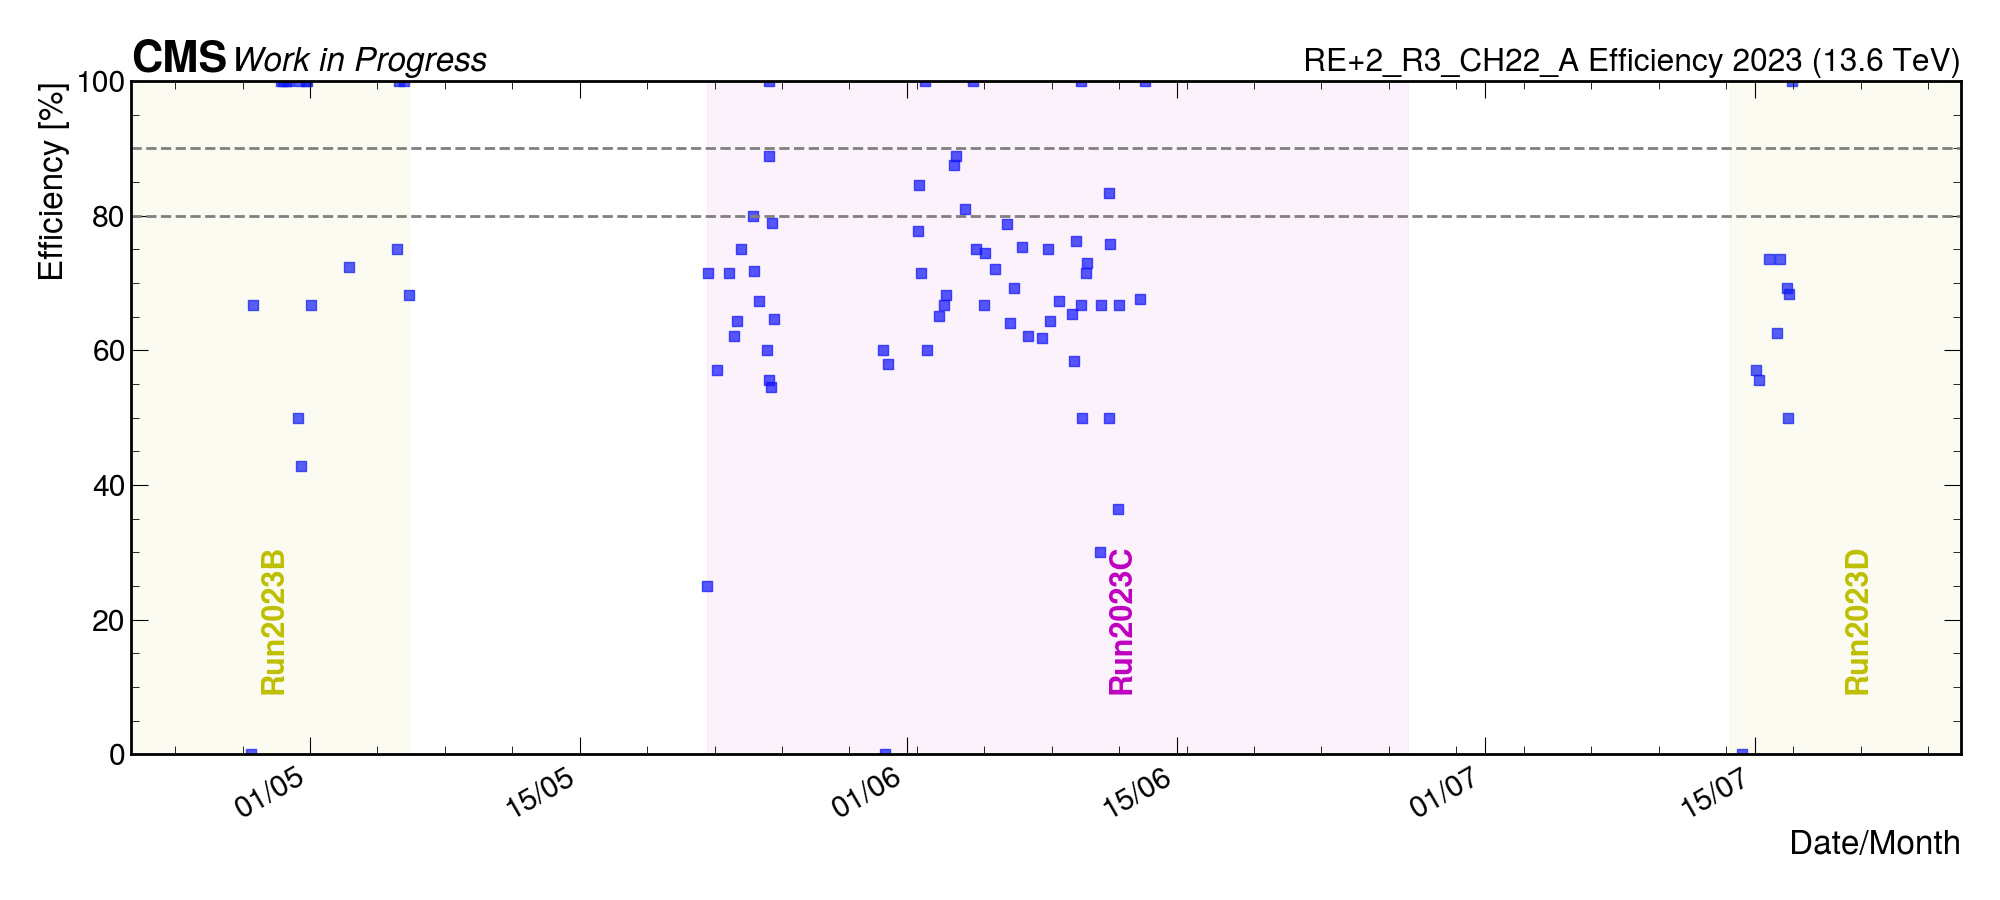 CMS Work in Progress
RE+2_R3_CH22_A Efficiency 2023 (13.6 TeV)
Efficiency [%]
100
80
60
40
20
0
Run2023B
Run2023C
Run2023D
01/05
15/05
01/06
15/06
01/07
15/07
Date/Month